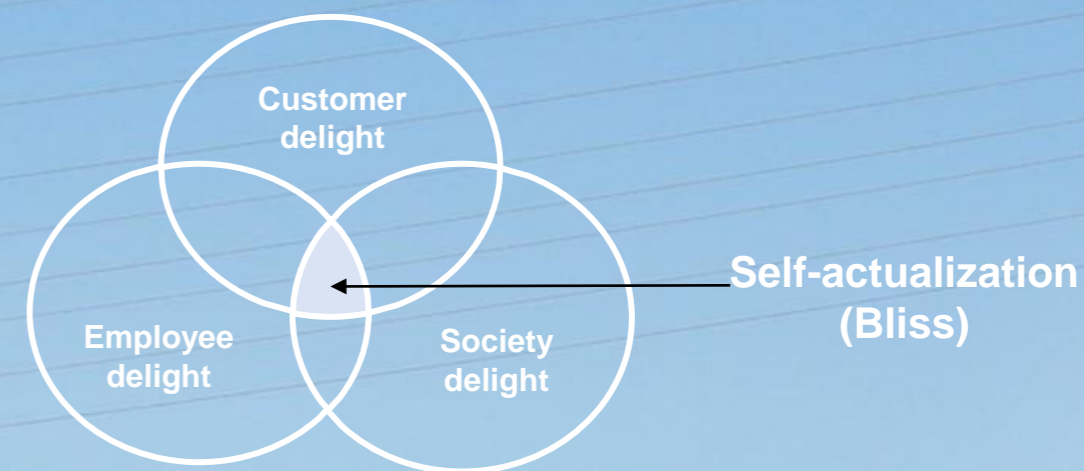 Customer
delight
Employee
delight
Society
delight
Self-actualization
(Bliss)